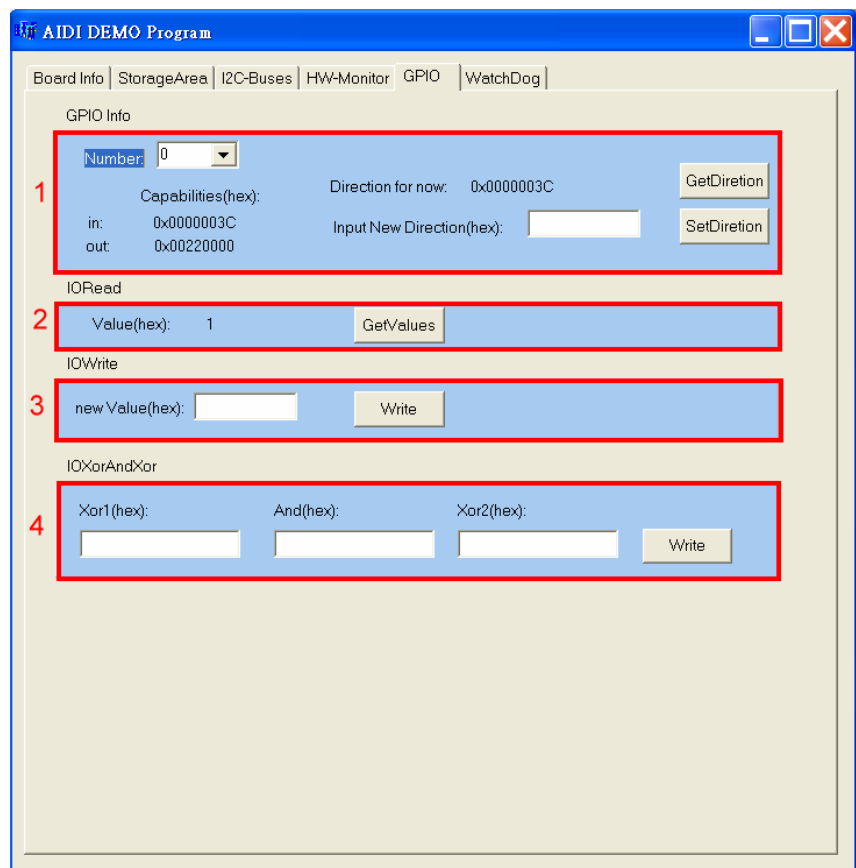 AIDI DEMO Program
Board Info StorageArea I2C-Buses HW-Monitor GPIO WatchDog
GPIO Info
1
Number: 0
Capabilities(hex):
in: 0x0000003C
out: 0x00220000
Direction for now: 0x0000003C
Input New Direction(hex):
GetDiretion
SetDiretion
IORead
2
Value(hex): 1 GetValues
IOWrite
3
new Value(hex): Write
IOXorAndXor
4
Xor1(hex): And(hex): Xor2(hex):
Write